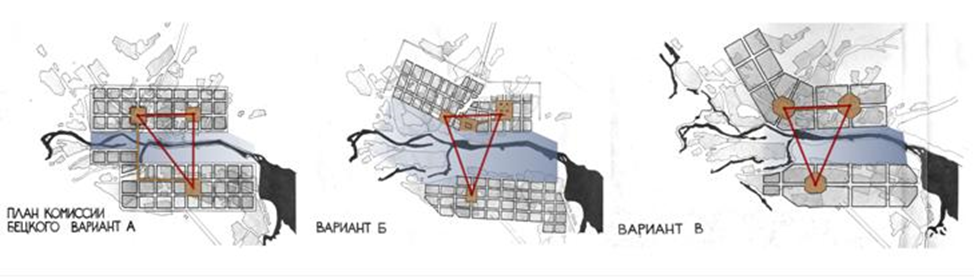 ПЛАН КОМИССИИ
БЕЦКОГО ВАРИАНТ А
ВАРИАНТ Б
ВАРИАНТ В